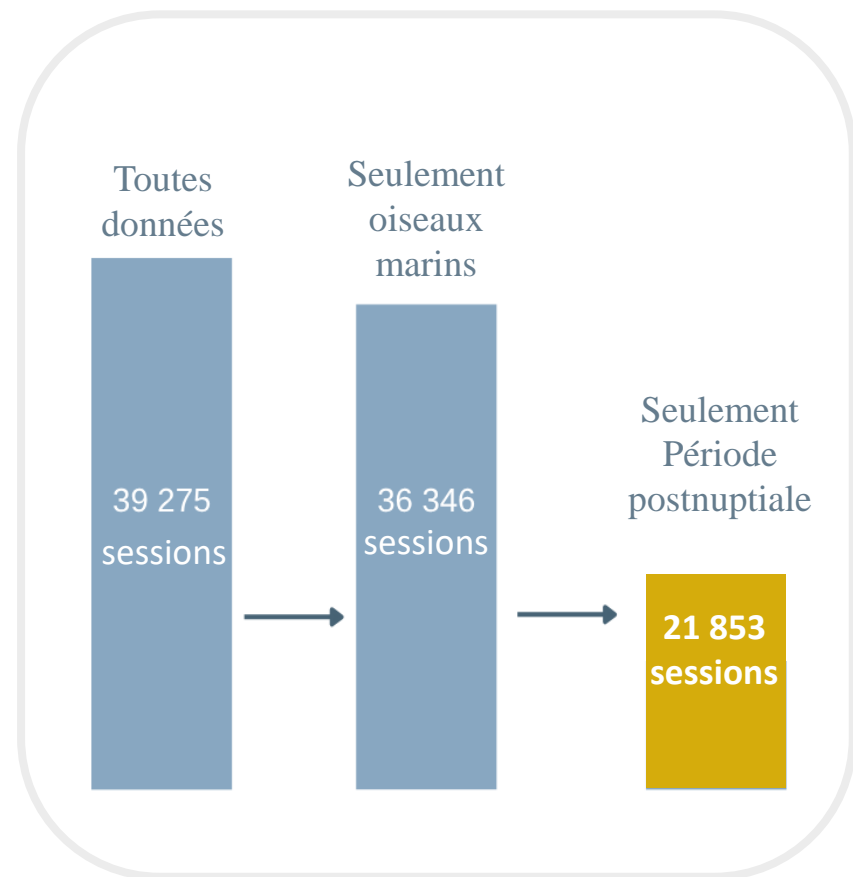 Toutes
données
39 275
sessions
Seulement
oiseaux
marins
36 346
sessions
Seulement
Période
postnuptiale
21 853
sessions